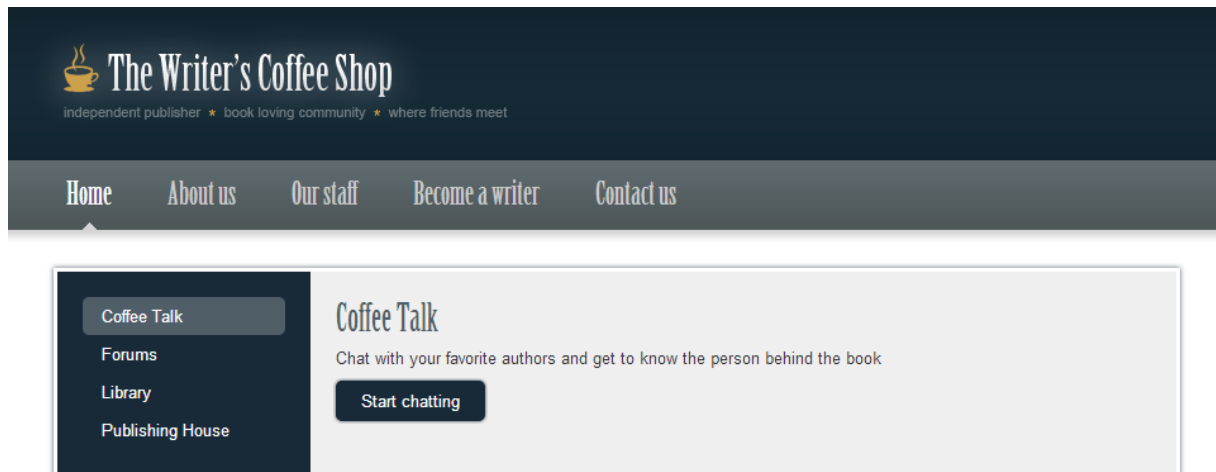 The Writer's Coffee Shop
independent publisher * book loving community * where friends meet
Home About us Our staff Become a writer Contact us
Coffee Talk
Forums
Library
Publishing House
Coffee Talk
Chat with your favorite authors and get to know the person behind the book
Start chatting